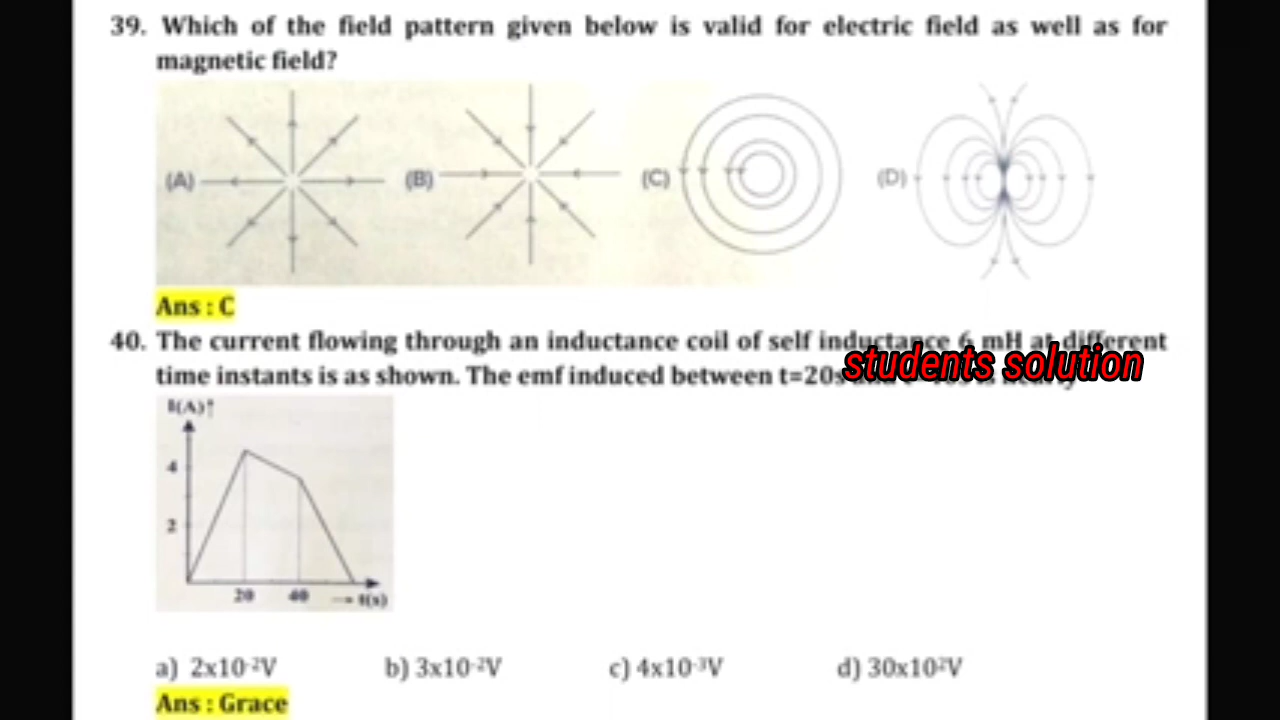 39. Which of the field pattern given below is valid for electric field as well as for
magnetic field?
(A) (B) (C) (D)
Ans : C
40. The current flowing through an inductance coil of self inductance 6 mH at different
students solution
time instants is as shown. The emf induced between t=20s
I(A)↑
4
2
20 40 → t(s)
a) 2x10⁻²V b) 3x10⁻²V c) 4x10⁻³V d) 30x10²V
Ans : Grace